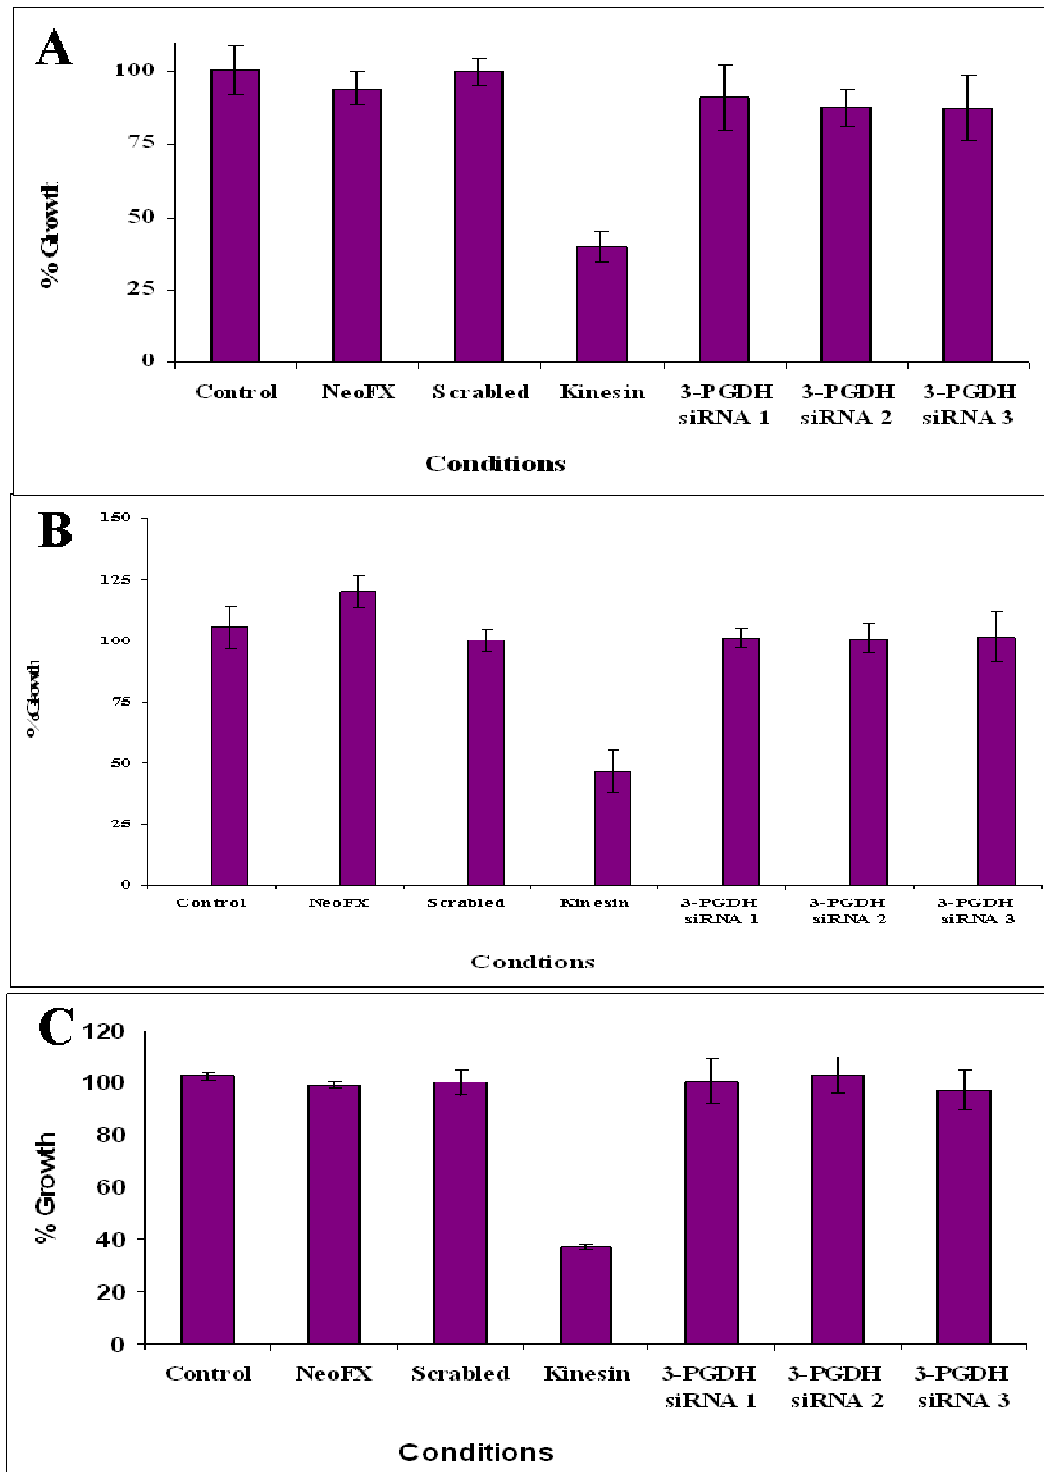 A
100
75
50
25
0
% Growth
Control NeoFX Scrabled Kinesin 3-PGDH 3-PGDH 3-PGDH
siRNA 1 siRNA 2 siRNA 3
Conditions
B
150
125
100
75
50
25
0
%Growth
Control NeoFX Scrabled Kinesin 3-PGDH 3-PGDH 3-PGDH
siRNA 1 siRNA 2 siRNA 3
Condtions
C
120
100
80
60
40
20
0
% Growth
Control NeoFX Scrabled Kinesin 3-PGDH 3-PGDH 3-PGDH
siRNA 1 siRNA 2 siRNA 3
Conditions